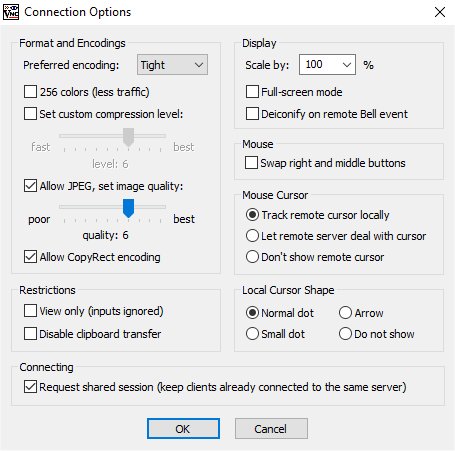 Connection Options
Format and Encodings
Preferred encoding: Tight
256 colors (less traffic)
Set custom compression level:
fast best
level: 6
Allow JPEG, set image quality:
poor best
quality: 6
Allow CopyRect encoding
Restrictions
View only (inputs ignored)
Disable clipboard transfer
Display
Scale by: 100 %
Full-screen mode
Deiconify on remote Bell event
Mouse
Swap right and middle buttons
Mouse Cursor
Track remote cursor locally
Let remote server deal with cursor
Don't show remote cursor
Local Cursor Shape
Normal dot Arrow
Small dot Do not show
Connecting
Request shared session (keep clients already connected to the same server)
OK Cancel